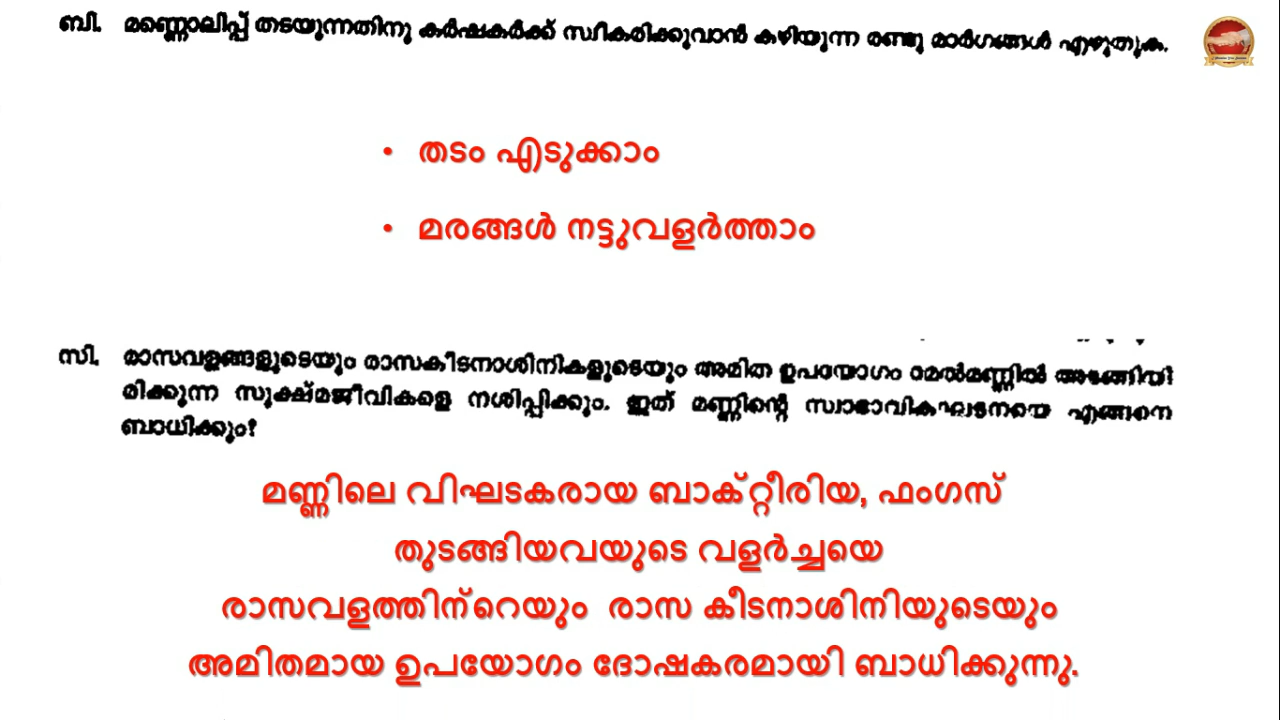 ബി. മണ്ണൊലിപ്പ് തടയുന്നതിനു കർഷകർക്ക് സ്വീകരിക്കുവാൻ കഴിയുന്ന രണ്ടു മാർഗങ്ങൾ എഴുതുക.
• തടം എടുക്കാം
• മരങ്ങൾ നട്ടുവളർത്താം
സി. രാസവളങ്ങളുടെയും രാസകീടനാശിനികളുടെയും അമിത ഉപയോഗം മേൽമണ്ണിൽ അടങ്ങിയി
രിക്കുന്ന സൂക്ഷ്മജീവികളെ നശിപ്പിക്കും. ഇത് മണ്ണിന്റെ സ്വാഭാവികഘടനയെ എങ്ങനെ
ബാധിക്കും?
മണ്ണിലെ വിഘടകരായ ബാക്റ്റീരിയ, ഫംഗസ്
തുടങ്ങിയവയുടെ വളർച്ചയെ
രാസവളത്തിന്റെയും രാസ കീടനാശിനിയുടെയും
അമിതമായ ഉപയോഗം ദോഷകരമായി ബാധിക്കുന്നു.